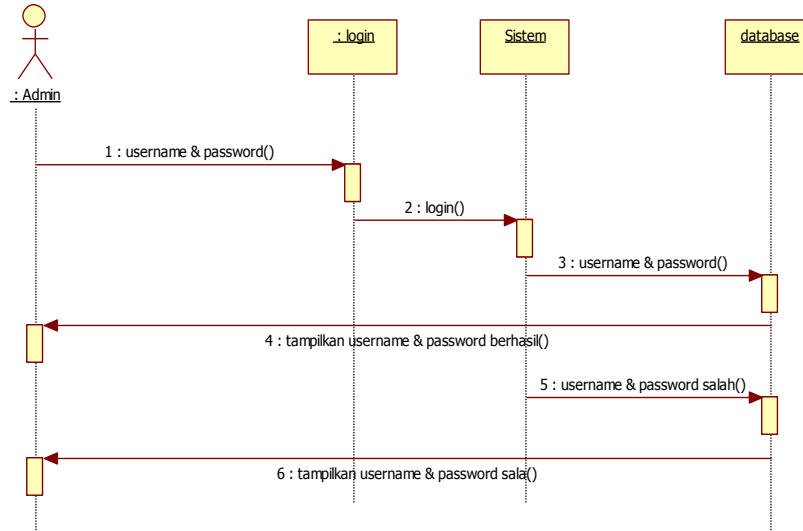 : login
Sistem
database
: Admin
1 : username & password()
2 : login()
3 : username & password()
4 : tampilkan username & password berhasil()
5 : username & password salah()
6 : tampilkan username & password sala()